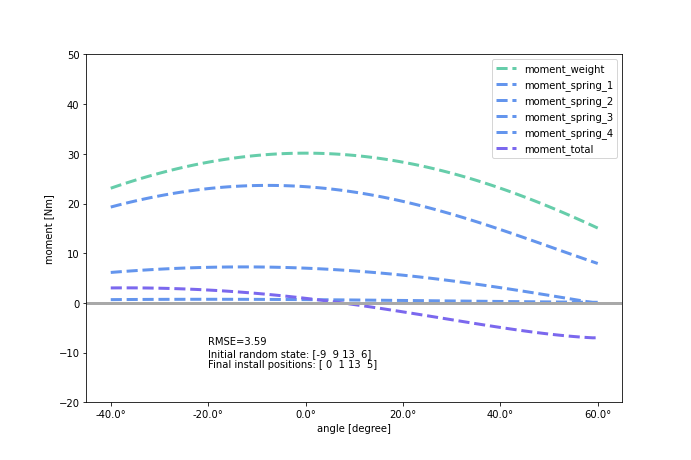 50
40
30
20
10
0
−10
−20
moment [Nm]
moment_weight
moment_spring_1
moment_spring_2
moment_spring_3
moment_spring_4
moment_total
RMSE=3.59
Initial random state: [-9  9 13  6]
Final install positions: [ 0  1 13  5]
-40.0° -20.0° 0.0° 20.0° 40.0° 60.0°
angle [degree]